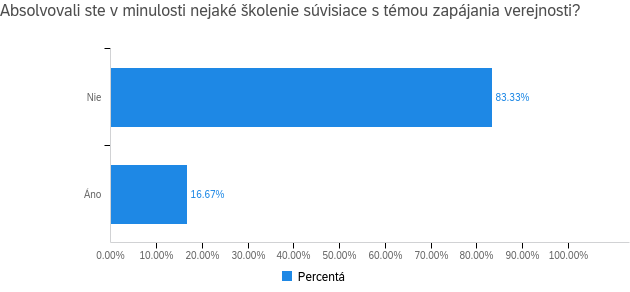 Absolvovali ste v minulosti nejaké školenie súvisiace s témou zapájania verejnosti?
Nie
83.33%
Áno
16.67%
0.00% 10.00% 20.00% 30.00% 40.00% 50.00% 60.00% 70.00% 80.00% 90.00% 100.00%
Percentá